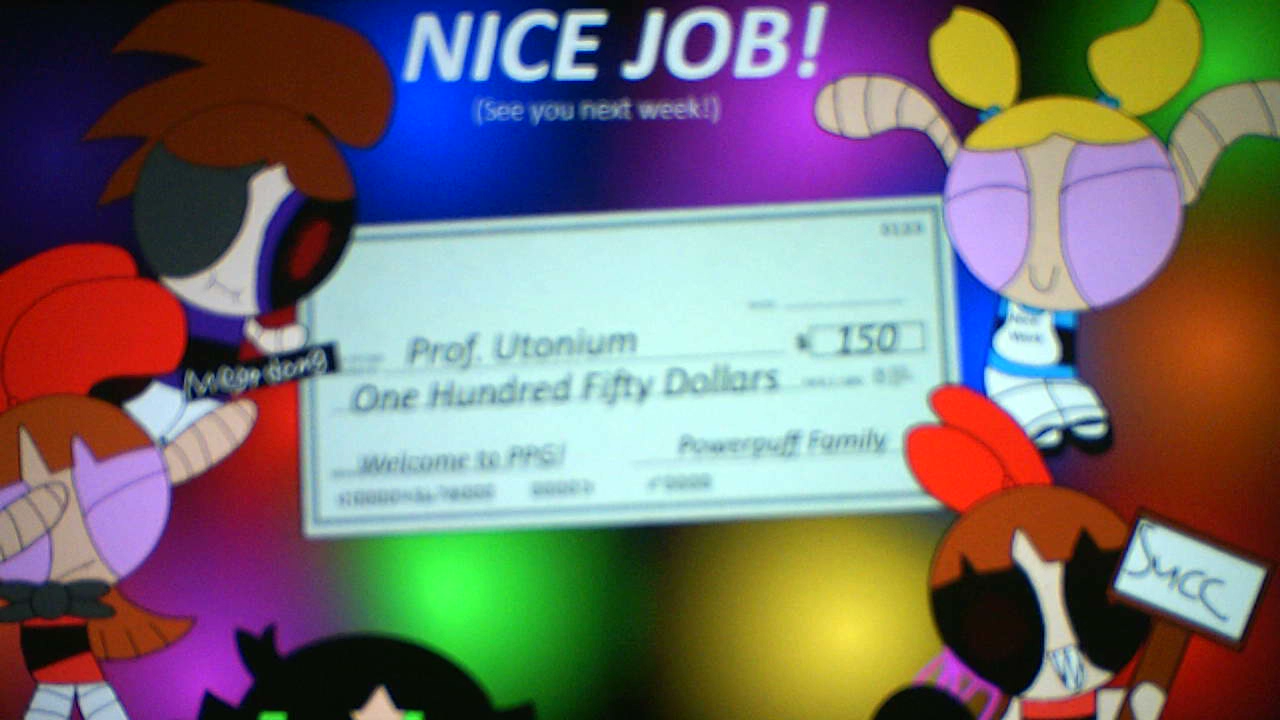 NICE JOB!
(See you next week!)
3123
Prof. Utonium
$ 150
One Hundred Fifty Dollars
Welcome to PPG!
Powerpuff Family
Succ